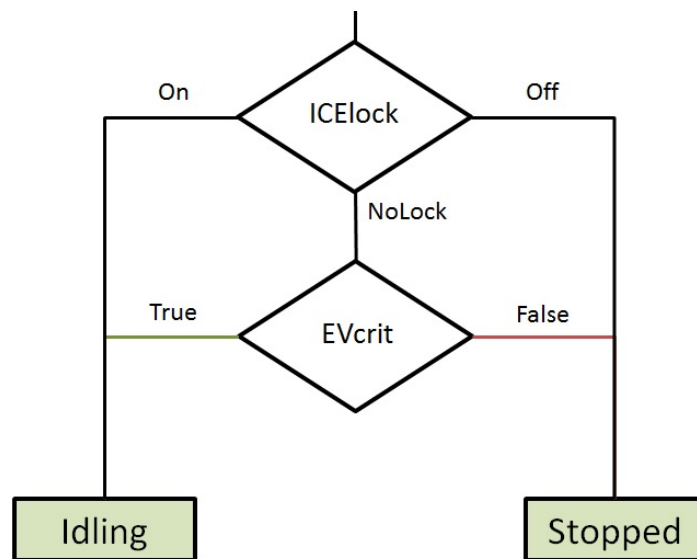 On
Off
ICElock
NoLock
True
False
EVcrit
Idling
Stopped